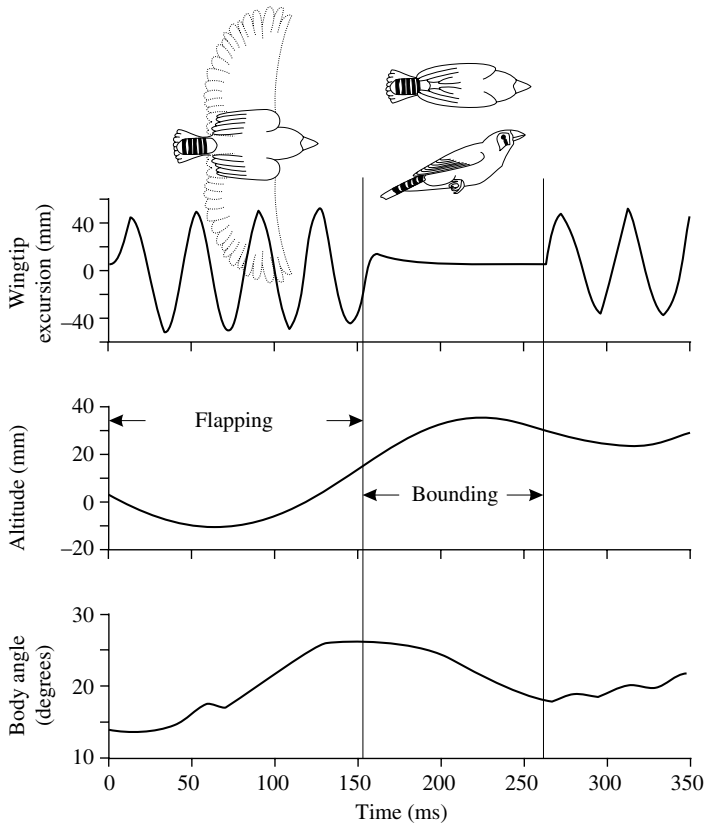 40
0
–40
Wingtip
excursion (mm)
40
20
0
–20
Altitude (mm)
Flapping
Bounding
30
20
10
Body angle
(degrees)
0 50 100 150 200 250 300 350
Time (ms)